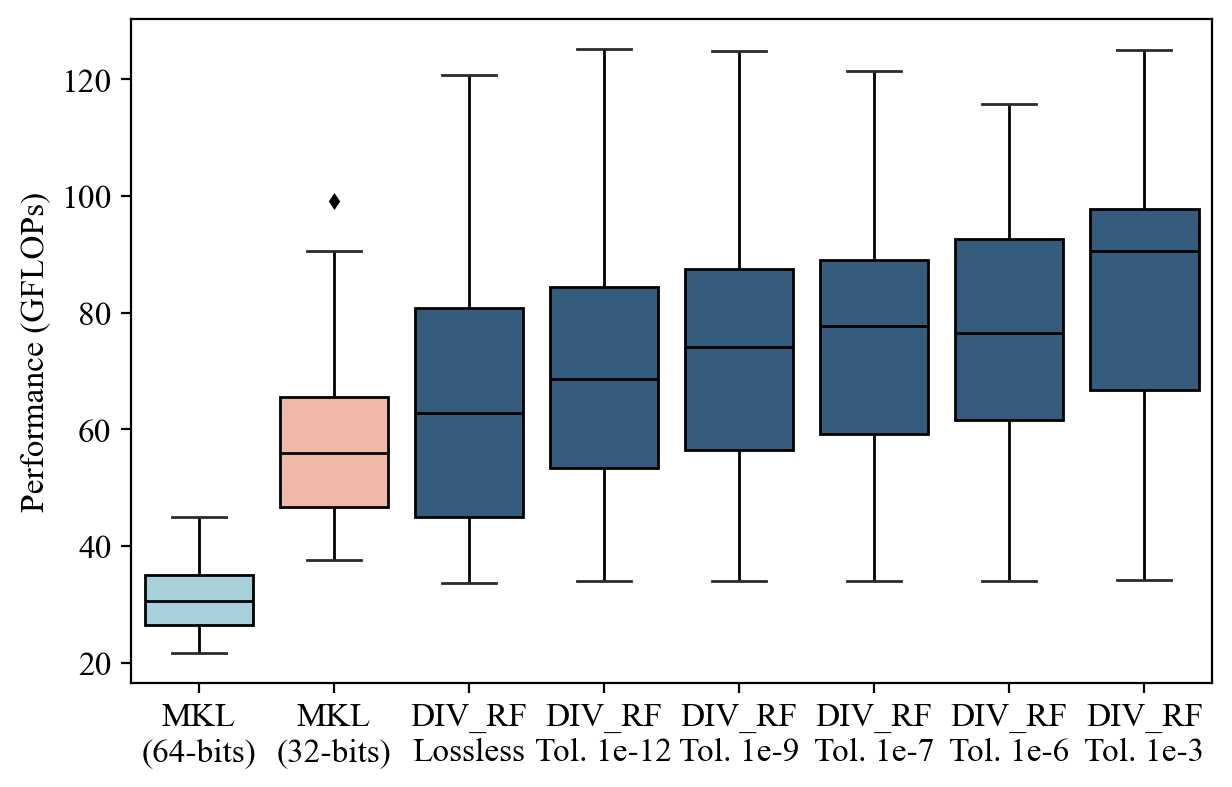 Performance (GFLOPs)
120
100
80
60
40
20
MKL
(64-bits)
MKL
(32-bits)
DIV_RF
Lossless
DIV_RF
Tol. 1e-12
DIV_RF
Tol. 1e-9
DIV_RF
Tol. 1e-7
DIV_RF
Tol. 1e-6
DIV_RF
Tol. 1e-3